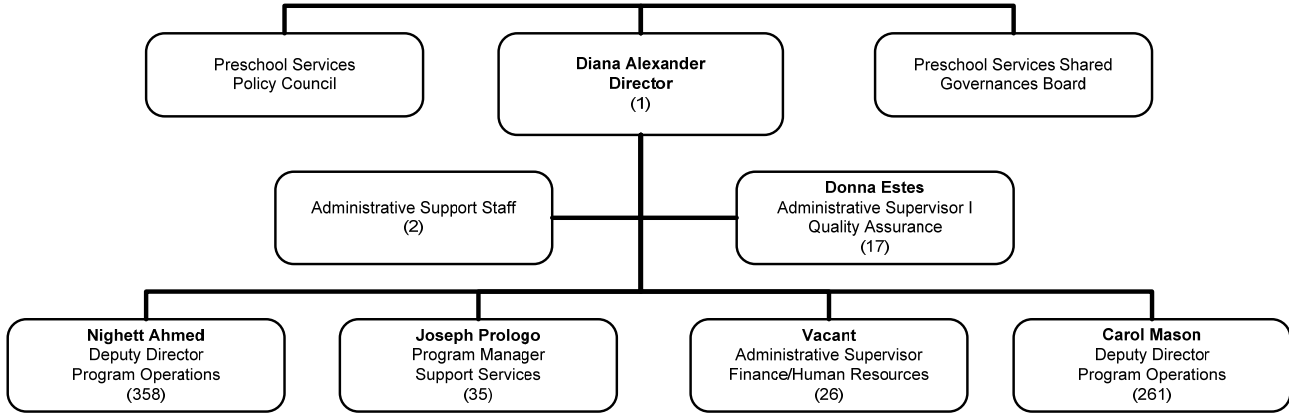 Preschool Services
Policy Council
Diana Alexander
Director
(1)
Preschool Services Shared
Governances Board
Administrative Support Staff
(2)
Donna Estes
Administrative Supervisor I
Quality Assurance
(17)
Nighett Ahmed
Deputy Director
Program Operations
(358)
Joseph Prologo
Program Manager
Support Services
(35)
Vacant
Administrative Supervisor
Finance/Human Resources
(26)
Carol Mason
Deputy Director
Program Operations
(261)